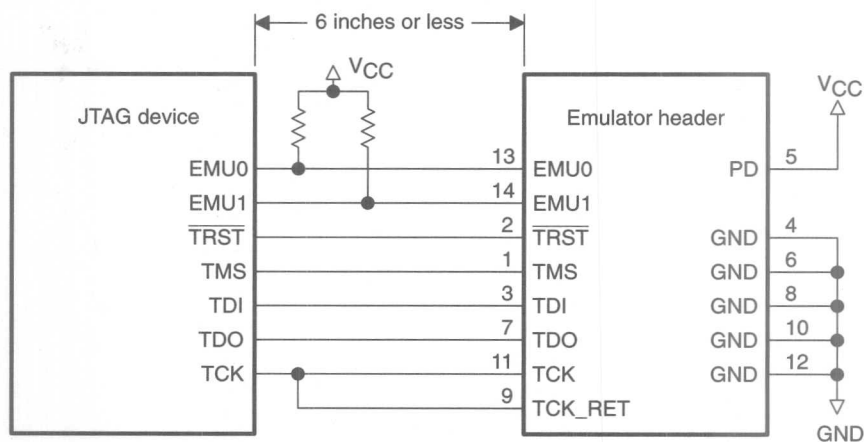 6 inches or less
VCC
JTAG device
Emulator header
VCC
EMU0 13 EMU0 PD 5
EMU1 14 EMU1
TRST 2 TRST GND 4
TMS 1 TMS GND 6
TDI 3 TDI GND 8
TDO 7 TDO GND 10
TCK 11 TCK GND 12
9 TCK_RET
GND